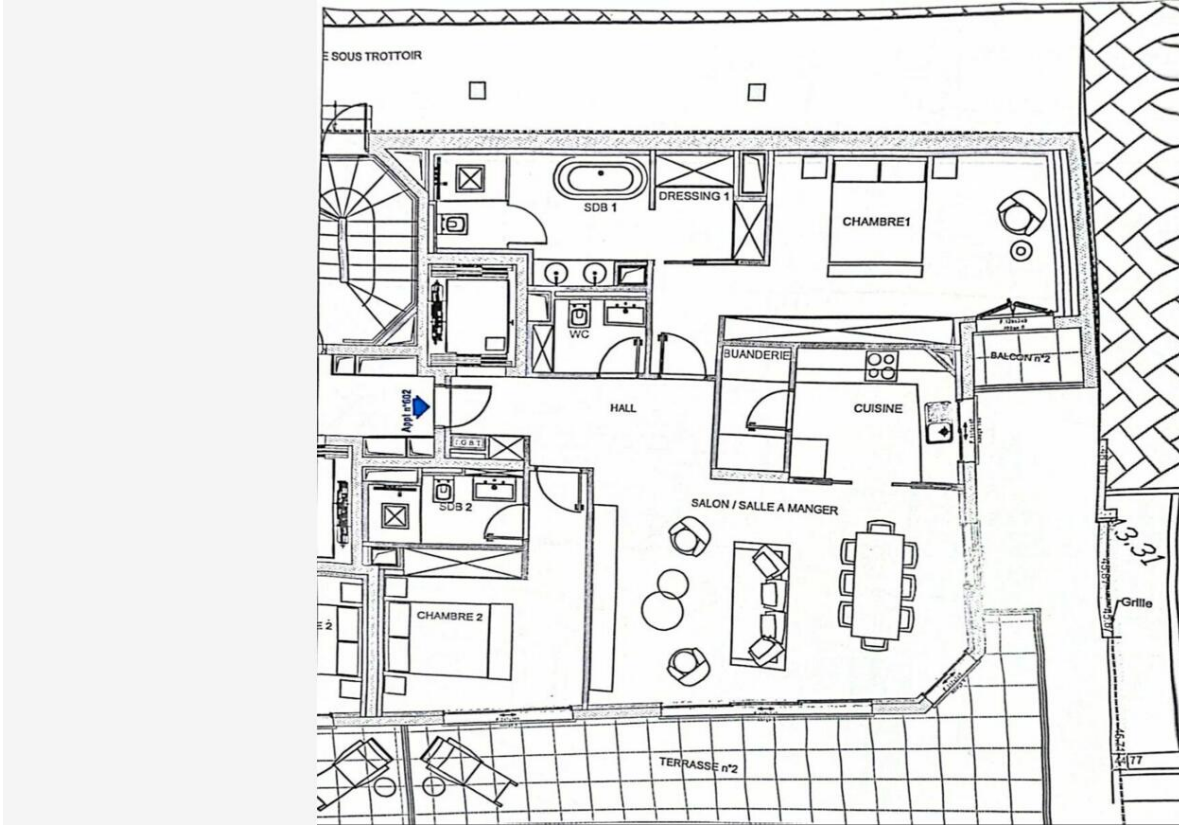 E SOUS TROTTOIR
SDB 1
DRESSING 1
CHAMBRE1
WC
BUANDERIE
BALCON n°2
Appt n°602
HALL
CUISINE
SDB 2
SALON / SALLE A MANGER
13.31
CHAMBRE 2
E 2
Grille
TERRASSE n°2
44.77